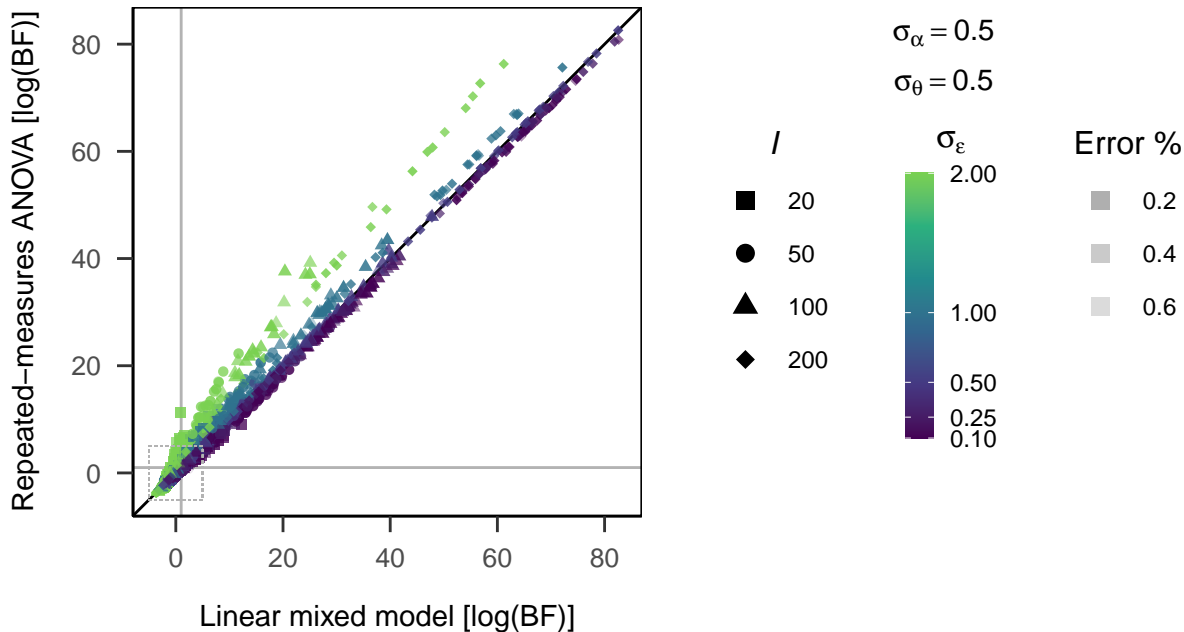 Repeated−measures ANOVA [log(BF)]
80
60
40
20
0
0 20 40 60 80
Linear mixed model [log(BF)]
σα = 0.5
σθ = 0.5
I
20
50
100
200
σε
2.00
1.00
0.50
0.25
0.10
Error %
0.2
0.4
0.6